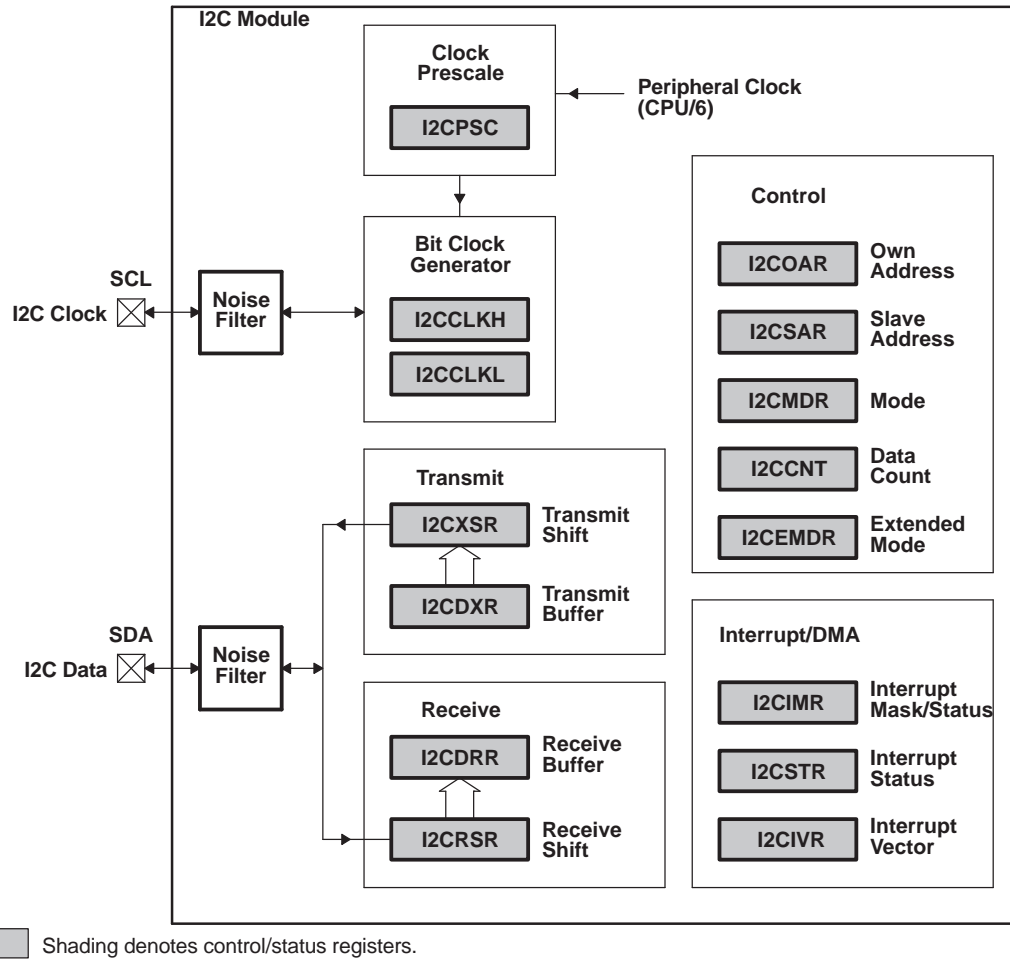 I2C Module
Clock
Prescale
I2CPSC
Peripheral Clock
(CPU/6)
Bit Clock
Generator
I2CCLKH
I2CCLKL
SCL
I2C Clock
Noise
Filter
Control
I2COAR
Own
Address
I2CSAR
Slave
Address
I2CMDR
Mode
I2CCNT
Data
Count
I2CEMDR
Extended
Mode
Transmit
I2CXSR
Transmit
Shift
I2CDXR
Transmit
Buffer
SDA
I2C Data
Noise
Filter
Receive
I2CDRR
Receive
Buffer
I2CRSR
Receive
Shift
Interrupt/DMA
I2CIMR
Interrupt
Mask/Status
I2CSTR
Interrupt
Status
I2CIVR
Interrupt
Vector
Shading denotes control/status registers.